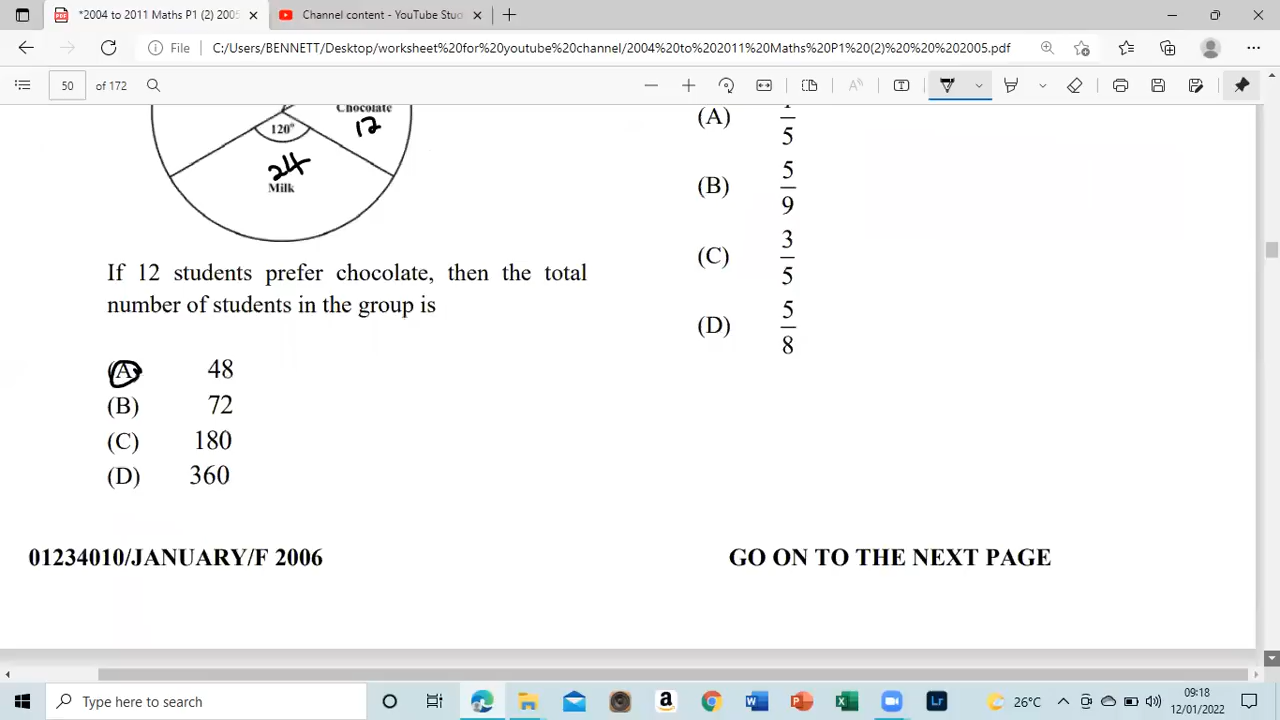 *2004 to 2011 Maths P1 (2) 2005
Channel content - YouTube Stu
File C:/Users/BENNETT/Desktop/worksheet%20for%20youtube%20channel/2004%20to%202011%20Maths%20P1%20(2)%20%20%202005.pdf
50 of 172
Chocolate
12
120°
24
Milk
If 12 students prefer chocolate, then the total
number of students in the group is
(A) 48
(B) 72
(C) 180
(D) 360
(A) 5
(B) 5/9
(C) 3/5
(D) 5/8
01234010/JANUARY/F 2006
GO ON TO THE NEXT PAGE
Type here to search
26°C
09:18
12/01/2022